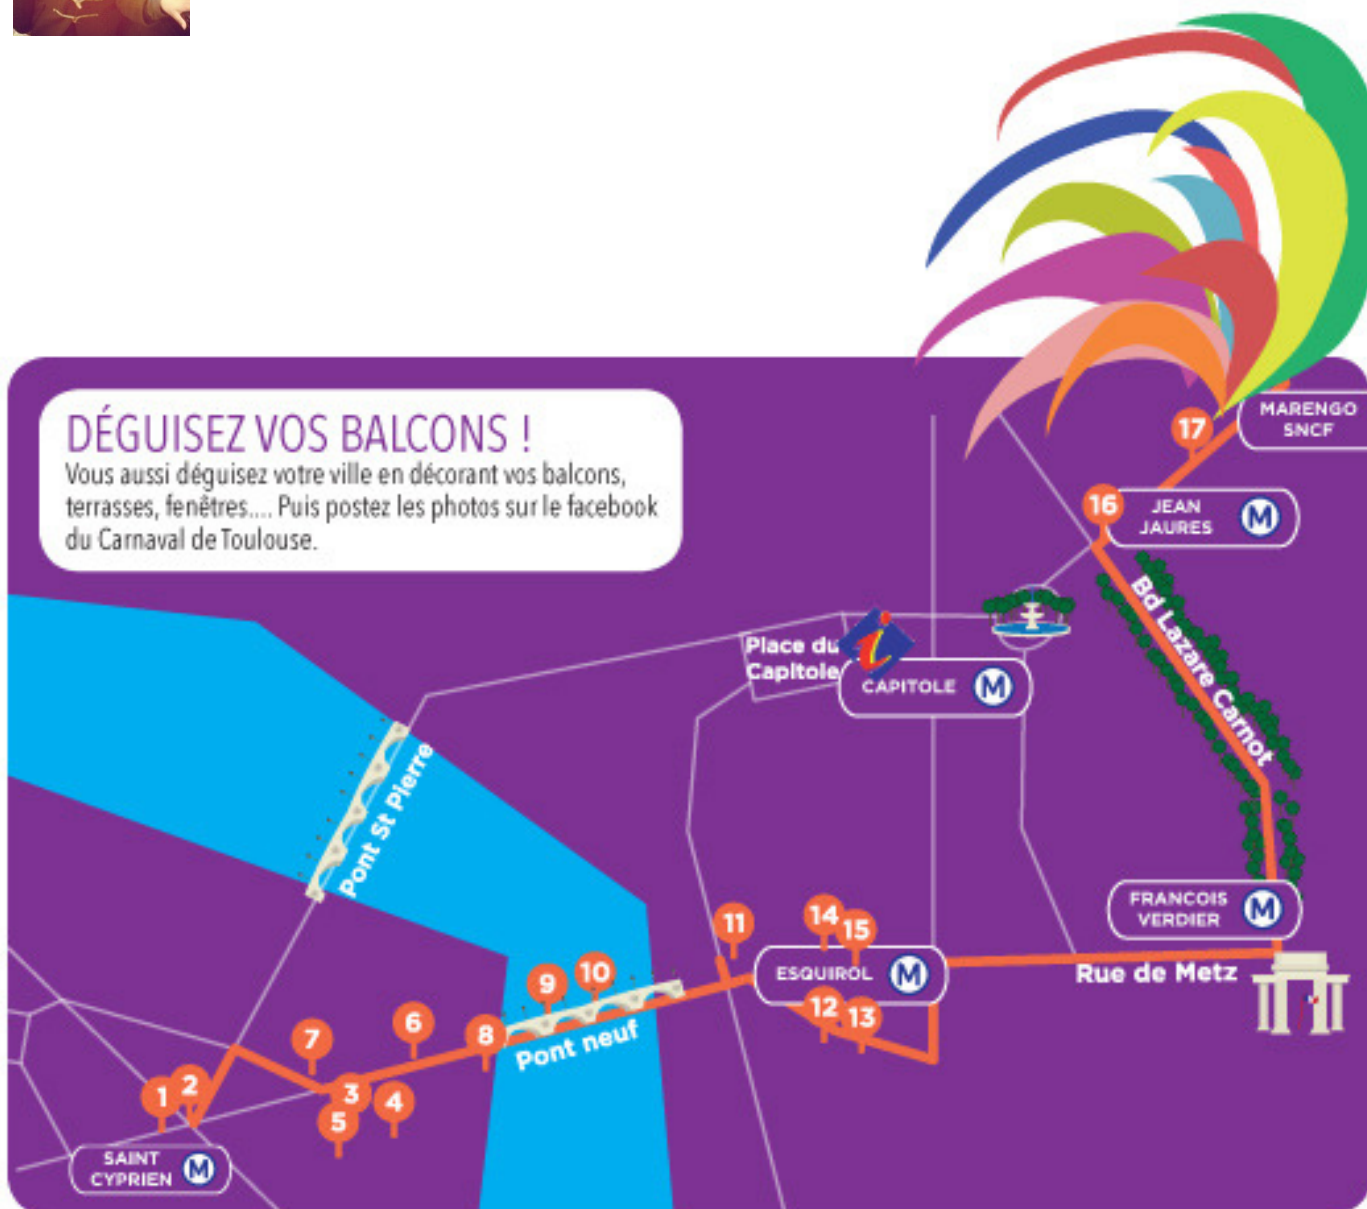 DÉGUISEZ VOS BALCONS !
Vous aussi déguisez votre ville en décorant vos balcons,
terrasses, fenêtres.... Puis postez les photos sur le facebook
du Carnaval de Toulouse.
MARENGO
SNCF
17
16
JEAN
JAURES
M
Bd Lazare Carnot
Place du
Capitole
i
CAPITOLE
M
Pont St Pierre
FRANCOIS
VERDIER
M
11
14
15
ESQUIROL
M
Rue de Metz
9
10
12
13
Pont neuf
6
8
7
1
2
3
4
5
SAINT
CYPRIEN
M